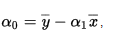 α₀ = y̅ − α₁x̅,